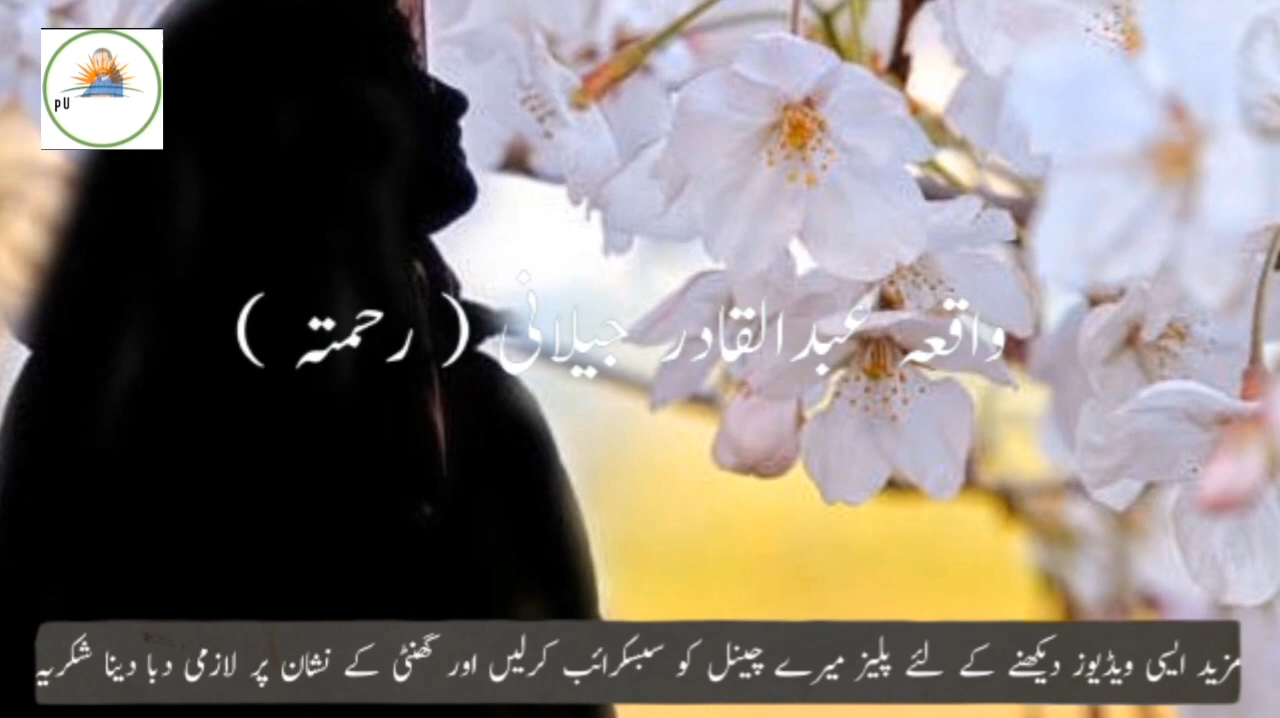 pU
واقعہ عبدالقادر جیلانی ( رحمتہ )
مزید ایسی ویڈیوز دیکھنے کے لئے پلیز میرے چینل کو سبسکرائب کرلیں اور گھنٹی کے نشان پر لازمی دبا دینا شکریہ